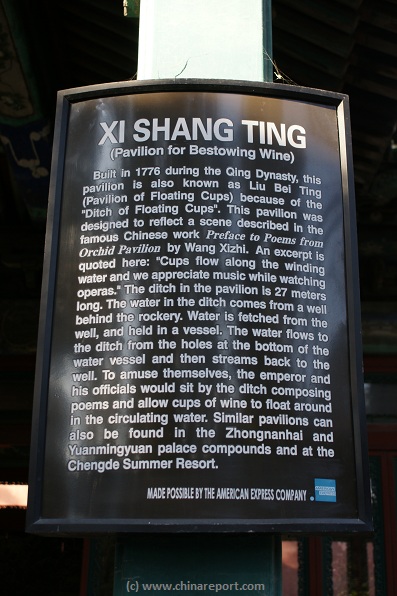 XI SHANG TING
(Pavilion for Bestowing Wine)
Built in 1776 during the Qing Dynasty, this
pavilion is also known as Liu Bei Ting
(Pavilion of Floating Cups) because of the
"Ditch of Floating Cups". This pavilion was
designed to reflect a scene described in the
famous Chinese work Preface to Poems from
Orchid Pavilion by Wang Xizhi. An excerpt is
quoted here: "Cups flow along the winding
water and we appreciate music while watching
operas." The ditch in the pavilion is 27 meters
long. The water in the ditch comes from a well
behind the rockery. Water is fetched from the
well, and held in a vessel. The water flows to
the ditch from the holes at the bottom of the
water vessel and then streams back to the
well. To amuse themselves, the emperor and
his officials would sit by the ditch composing
poems and allow cups of wine to float around
in the circulating water. Similar pavilions can
also be found in the Zhongnanhai and
Yuanmingyuan palace compounds and at the
Chengde Summer Resort.
MADE POSSIBLE BY THE AMERICAN EXPRESS COMPANY
AMERICAN EXPRESS
(c) www.chinareport.com